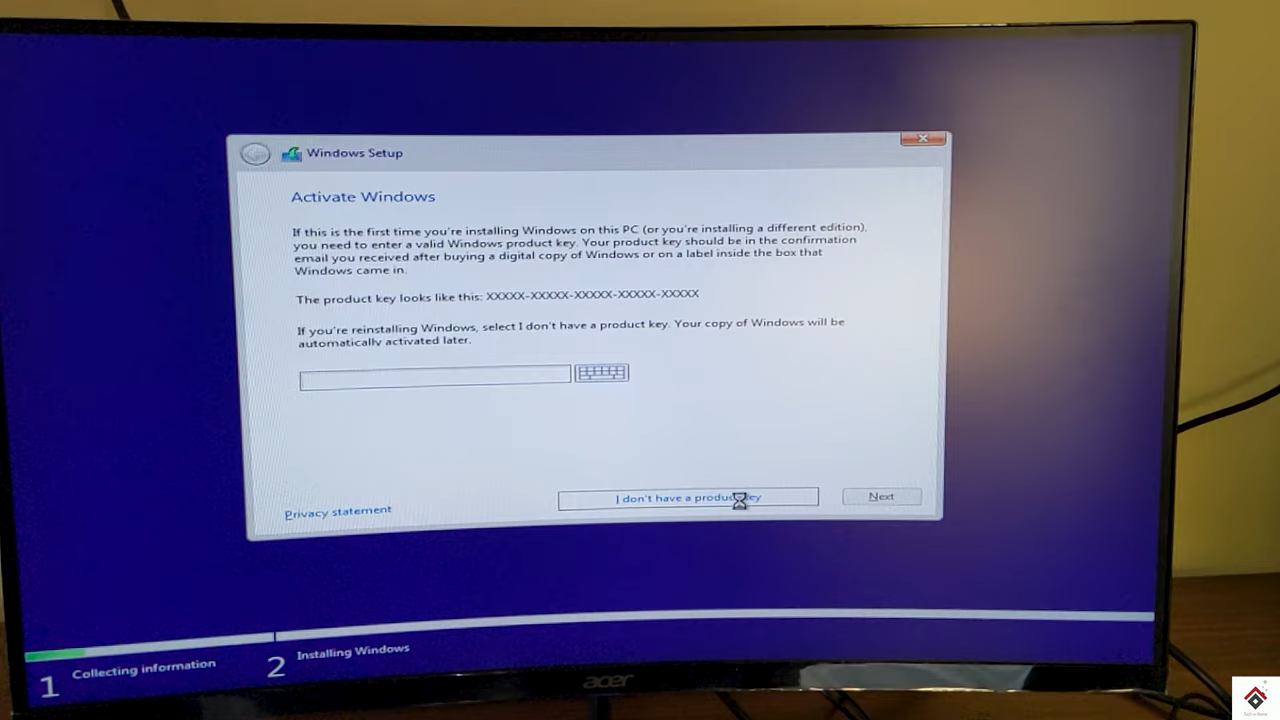 Windows Setup
Activate Windows
If this is the first time you're installing Windows on this PC (or you're installing a different edition),
you need to enter a valid Windows product key. Your product key should be in the confirmation
email you received after buying a digital copy of Windows or on a label inside the box that
Windows came in.
The product key looks like this: XXXXX-XXXXX-XXXXX-XXXXX-XXXXX
If you're reinstalling Windows, select I don't have a product key. Your copy of Windows will be
automatically activated later.
I don't have a product key
Next
Privacy statement
1 Collecting information
2 Installing Windows
acer